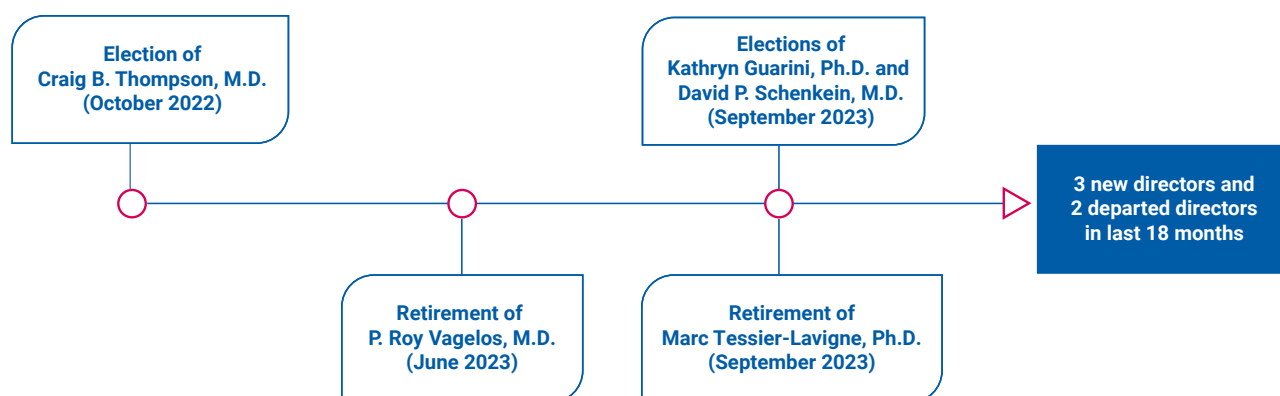 Election of
Craig B. Thompson, M.D.
(October 2022)
Elections of
Kathryn Guarini, Ph.D. and
David P. Schenkein, M.D.
(September 2023)
3 new directors and
2 departed directors
in last 18 months
Retirement of
P. Roy Vagelos, M.D.
(June 2023)
Retirement of
Marc Tessier-Lavigne, Ph.D.
(September 2023)